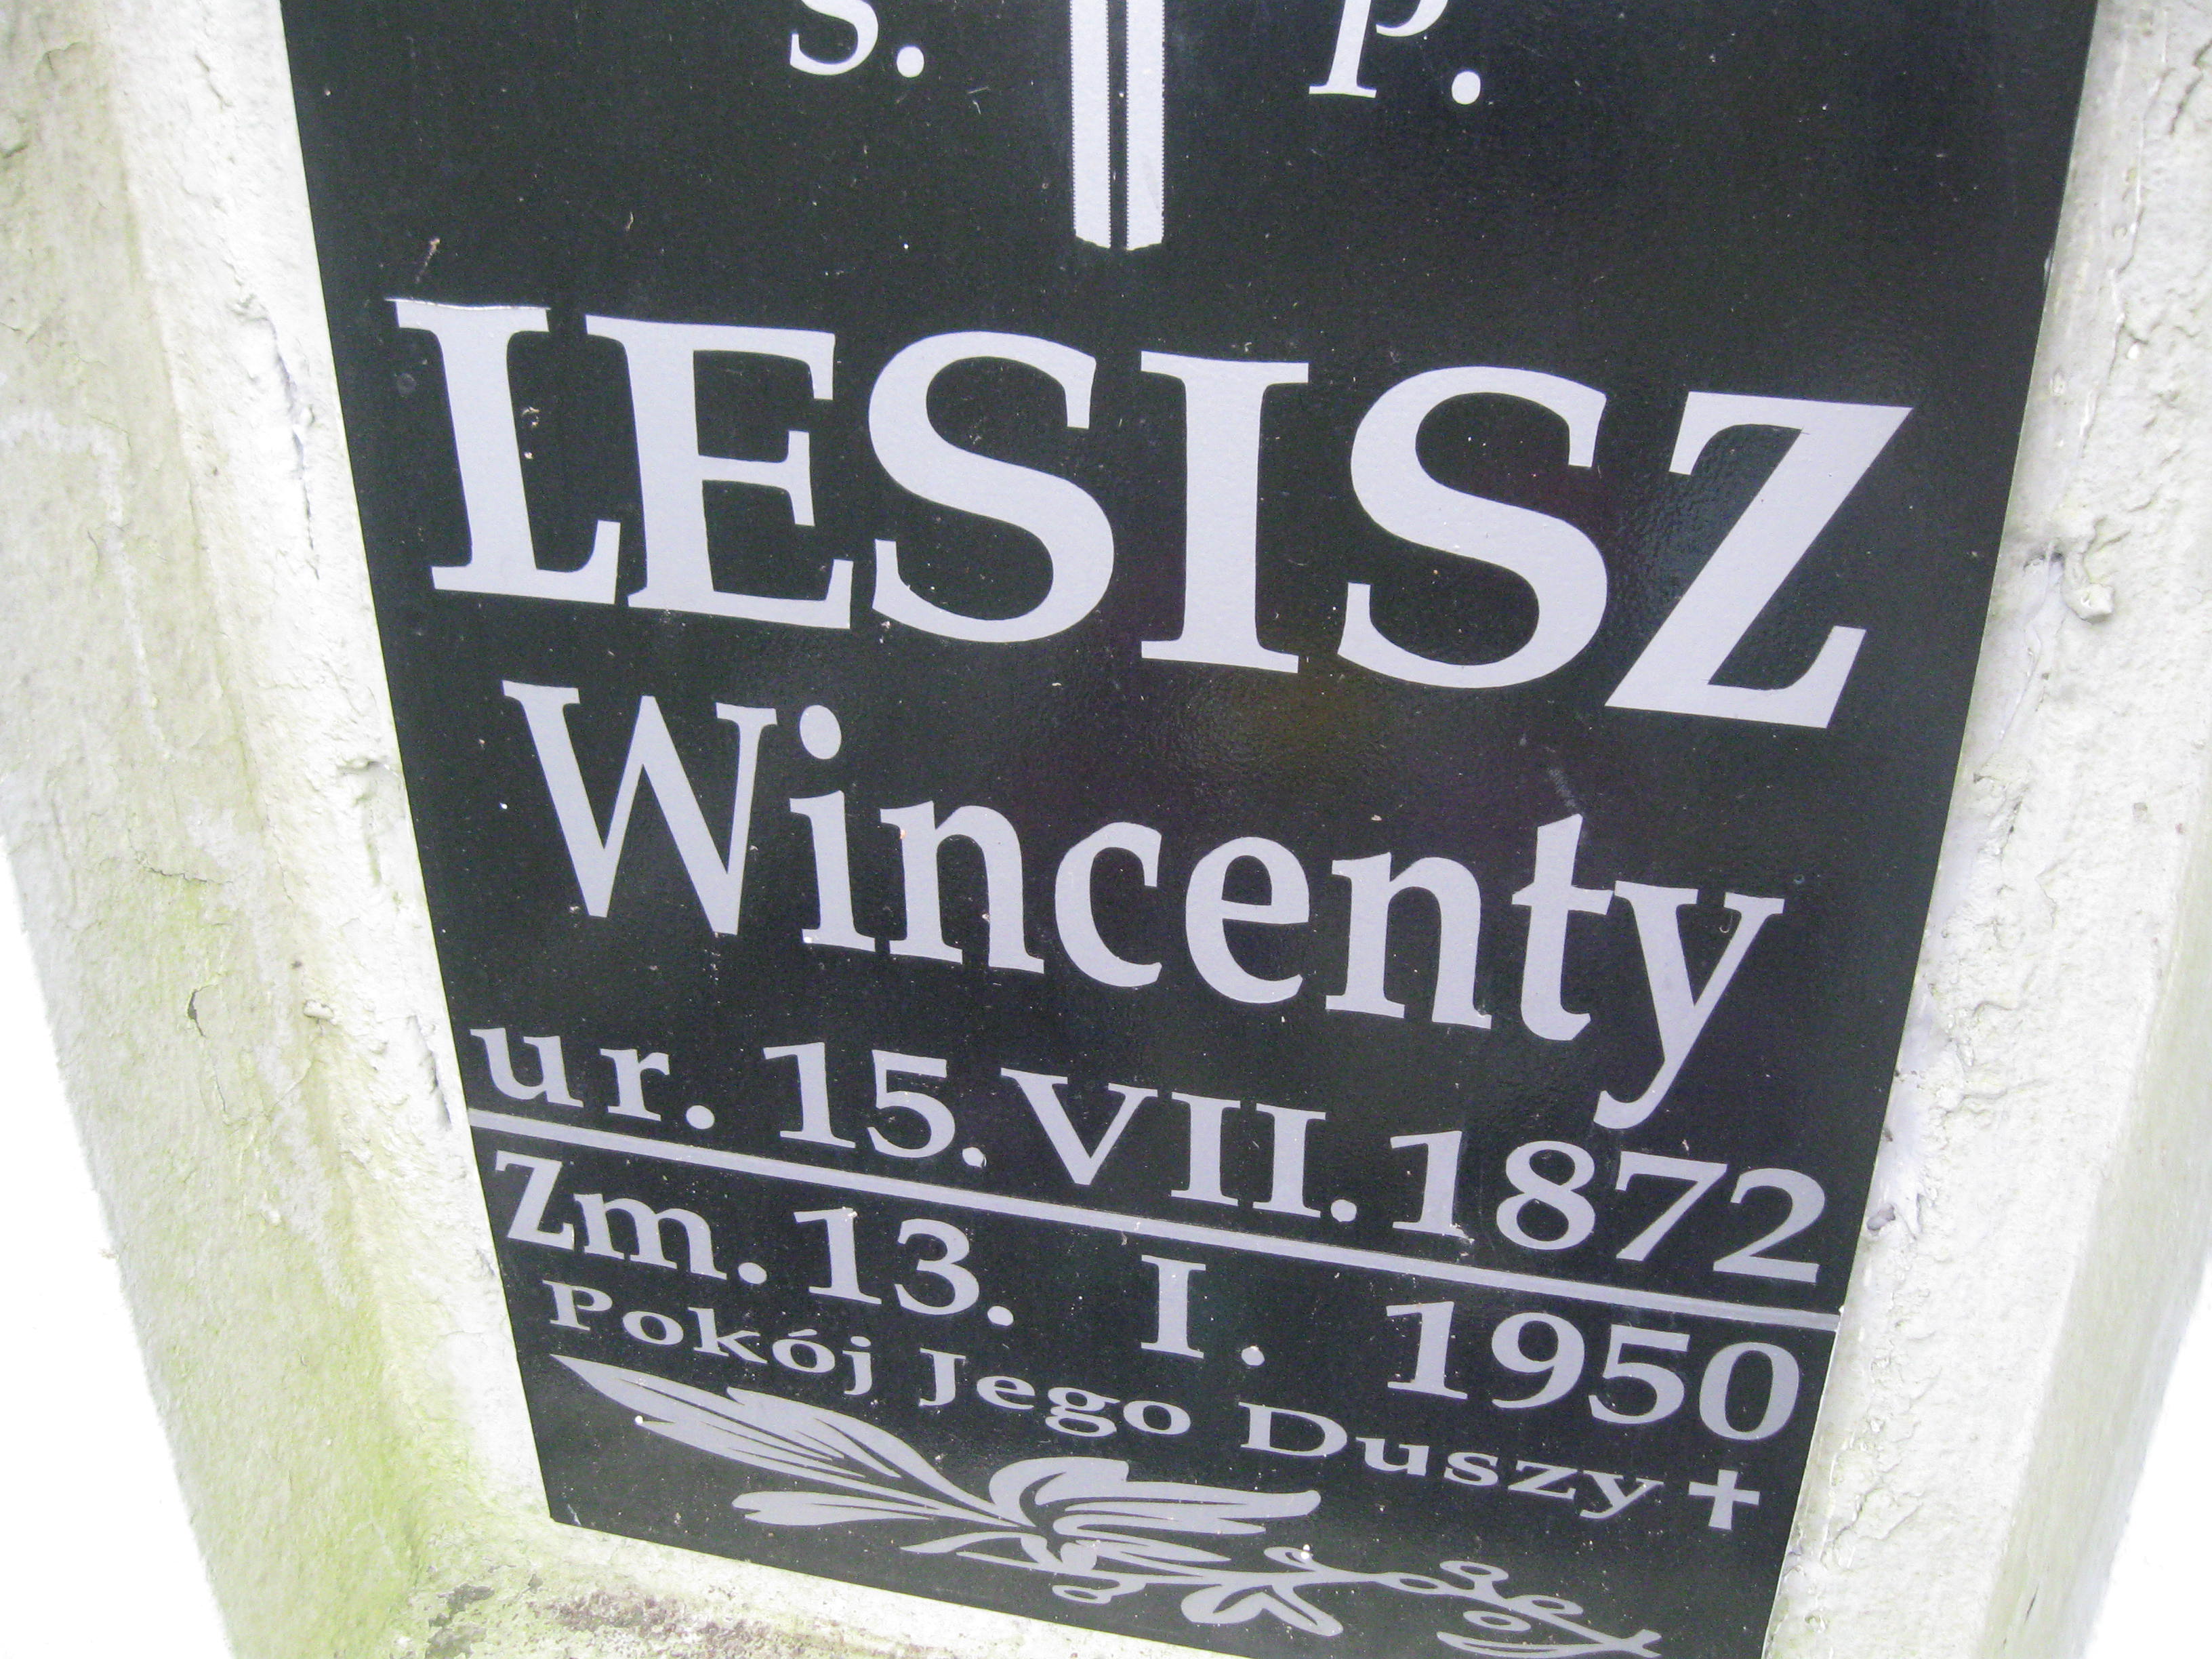 S. P.
LESISZ
Wincenty
ur. 15. VII. 1872
Zm. 13. I. 1950
Pokój Jego Duszy